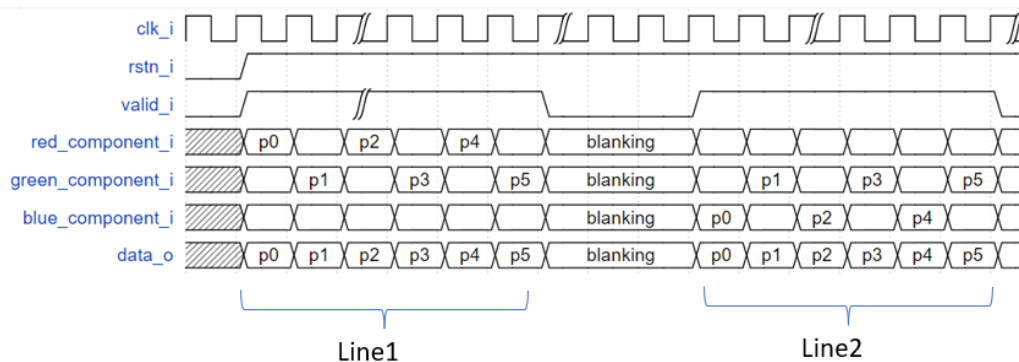 clk_i
rstn_i
valid_i
red_component_i p0 p2 p4 blanking
green_component_i p1 p3 p5 blanking p1 p3 p5
blue_component_i blanking p0 p2 p4
data_o p0 p1 p2 p3 p4 p5 blanking p0 p1 p2 p3 p4 p5
Line1 Line2